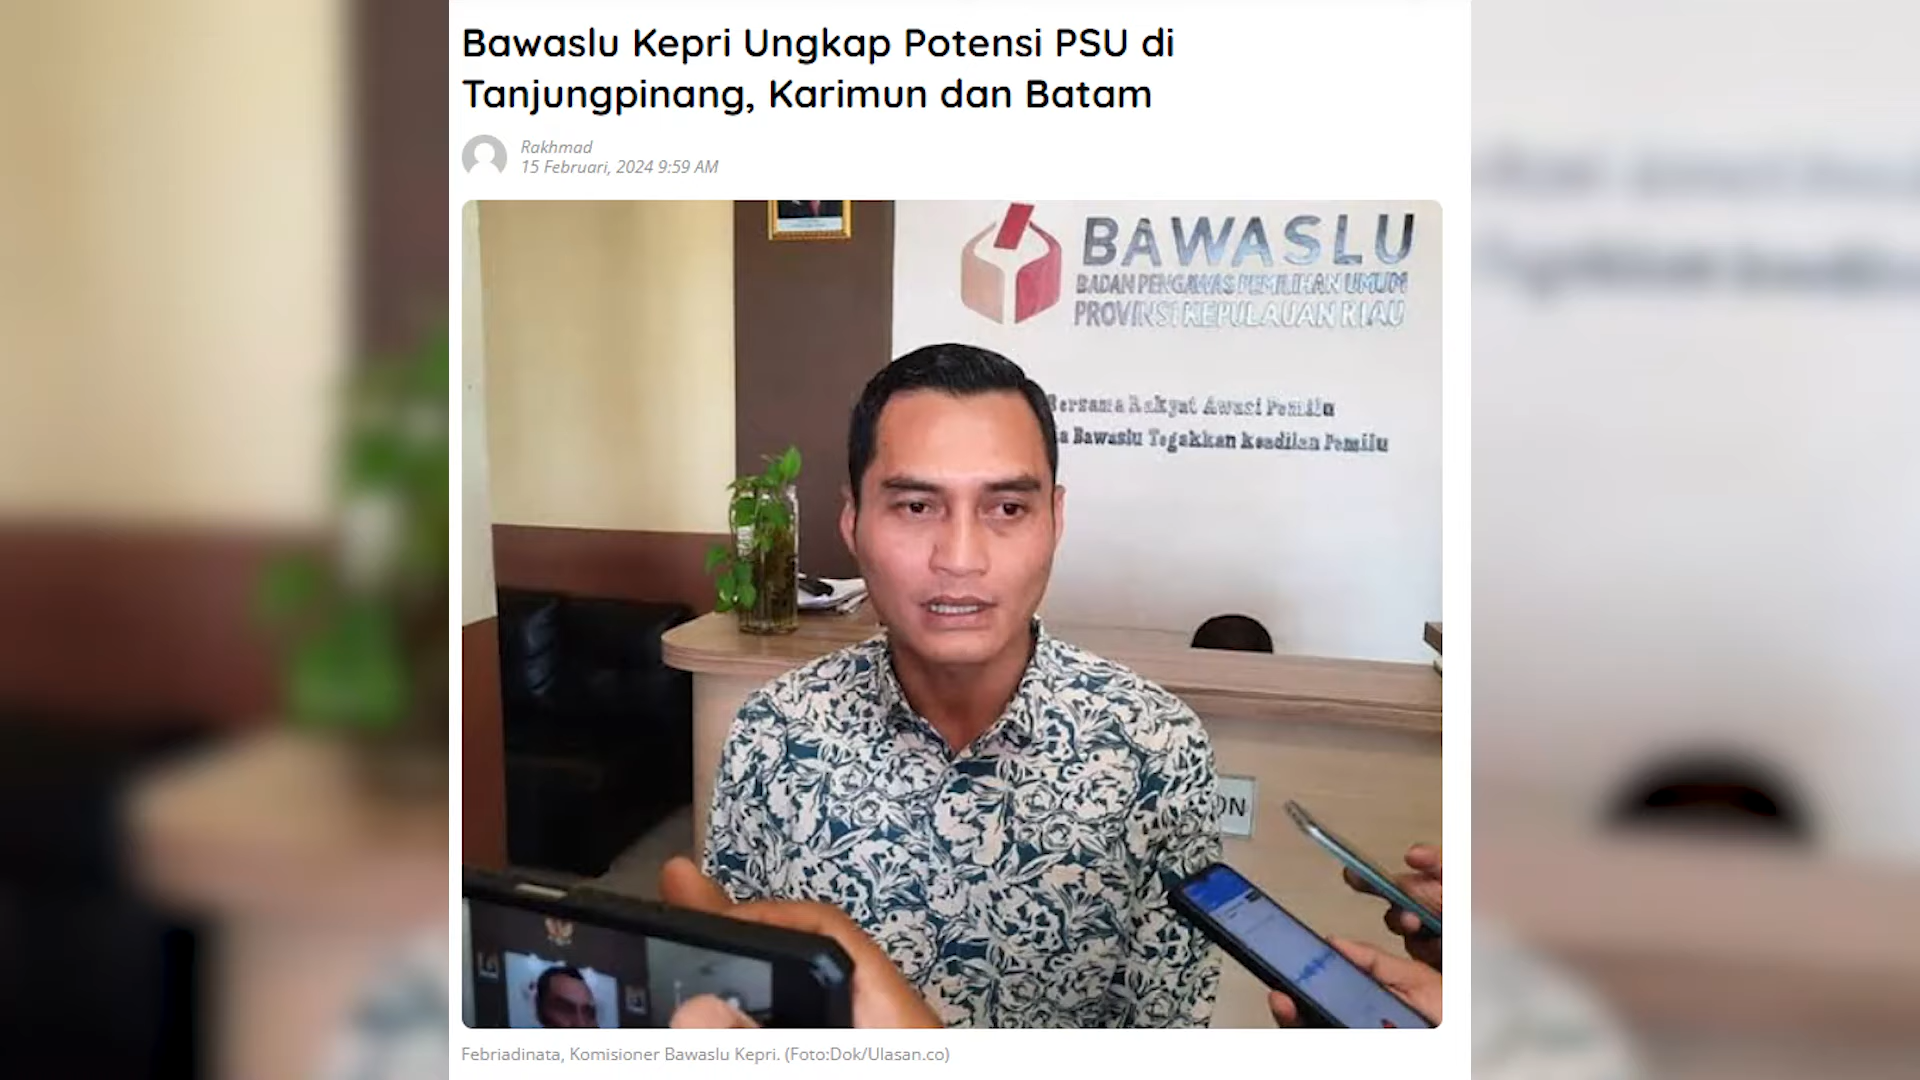 Bawaslu Kepri Ungkap Potensi PSU di
Tanjungpinang, Karimun dan Batam
Rakhmad
15 Februari, 2024 9:59 AM
BAWASLU
BADAN PENGAWAS PEMILIHAN UMUM
PROVINSI KEPULAUAN RIAU
Bersama Rakyat Awasi Pemilu
Bawaslu Tegakkan Keadilan Pemilu
Febriadinata, Komisioner Bawaslu Kepri. (Foto:Dok/Ulasan.co)